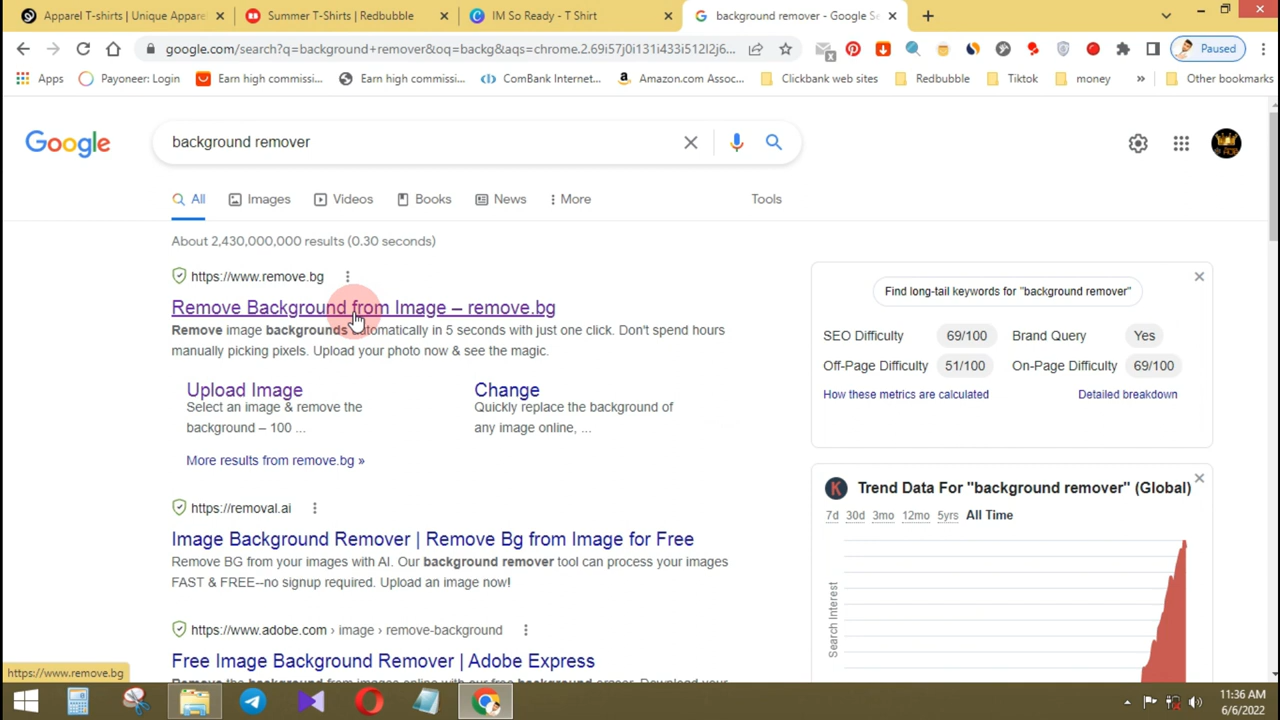 Apparel T-shirts | Unique Appare
Summer T-Shirts | Redbubble
IM So Ready - T Shirt
background remover - Google Se
google.com/search?q=background+remover&oq=backg&aqs=chrome.2.69i57j0i131i433i512l2j6...
Paused
Apps
Payoneer: Login
Earn high commissi...
Earn high commissi...
ComBank Internet...
Amazon.com Assoc...
Clickbank web sites
Redbubble
Tiktok
money
»
Other bookmarks
Google
background remover
All
Images
Videos
Books
News
More
Tools
About 2,430,000,000 results (0.30 seconds)
https://www.remove.bg
Remove Background from Image – remove.bg
Remove image backgrounds automatically in 5 seconds with just one click. Don't spend hours
manually picking pixels. Upload your photo now & see the magic.
Upload Image
Select an image & remove the
background – 100 ...
Change
Quickly replace the background of
any image online, ...
More results from remove.bg »
https://removal.ai
Image Background Remover | Remove Bg from Image for Free
Remove BG from your images with AI. Our background remover tool can process your images
FAST & FREE--no signup required. Upload an image now!
https://www.adobe.com › image › remove-background
Free Image Background Remover | Adobe Express
Find long-tail keywords for "background remover"
SEO Difficulty 69/100 Brand Query Yes
Off-Page Difficulty 51/100 On-Page Difficulty 69/100
How these metrics are calculated
Detailed breakdown
K
Trend Data For "background remover" (Global)
7d 30d 3mo 12mo 5yrs All Time
Search Interest
https://www.remove.bg
11:36 AM
6/6/2022